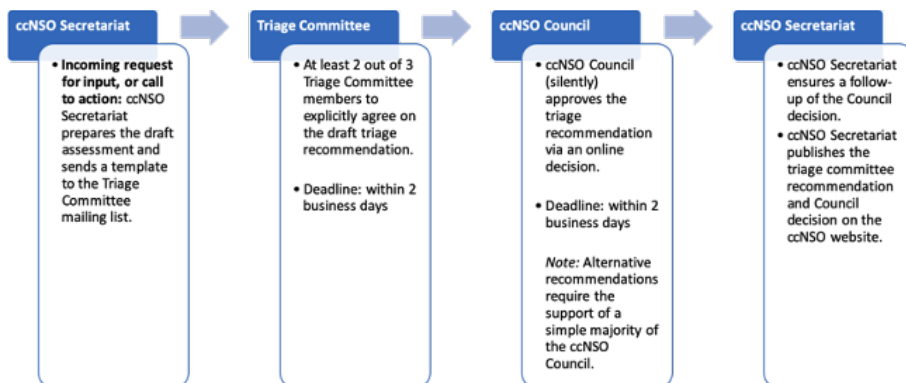 ccNSO Secretariat
• Incoming request
for input, or call
to action: ccNSO
Secretariat
prepares the draft
assessment and
sends a template
to the Triage
Committee
mailing list.
Triage Committee
• At least 2 out of 3
Triage Committee
members to
explicitly agree on
the draft triage
recommendation.
• Deadline: within 2
business days
ccNSO Council
• ccNSO Council
(silently)
approves the
triage
recommendation
via an online
decision.
• Deadline: within 2
business days
Note: Alternative
recommendations
require the
support of a
simple majority of
the ccNSO
Council.
ccNSO Secretariat
• ccNSO Secretariat
ensures a follow-
up of the Council
decision.
• ccNSO Secretariat
publishes the
triage committee
recommendation
and Council
decision on the
ccNSO website.